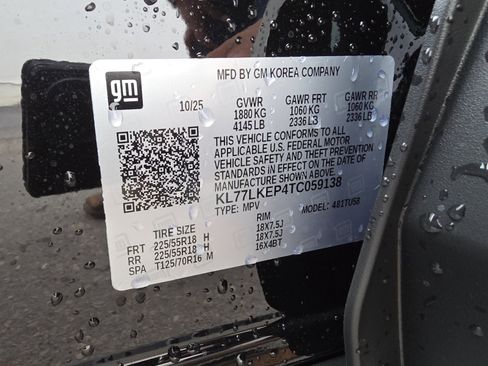 gm
MFD BY GM KOREA COMPANY
10/25 GVWR GAWR FRT GAWR RR
1880 KG 1060 KG 1060 KG
4145 LB 2336 LB 2336 LB
THIS VEHICLE CONFORMS TO ALL
APPLICABLE U.S. FEDERAL MOTOR
VEHICLE SAFETY AND THEFT PREVENTION
STANDARDS IN EFFECT ON THE DATE OF
MANUFACTURE SHOWN ABOVE.
KL77LKEP4TC059138
TYPE: MPV MODEL: 481TU58
TIRE SIZE RIM
FRT 225/55R18 H 18X7.5J
RR 225/55R18 H 18X7.5J
SPA T125/70R16 M 16X4BT